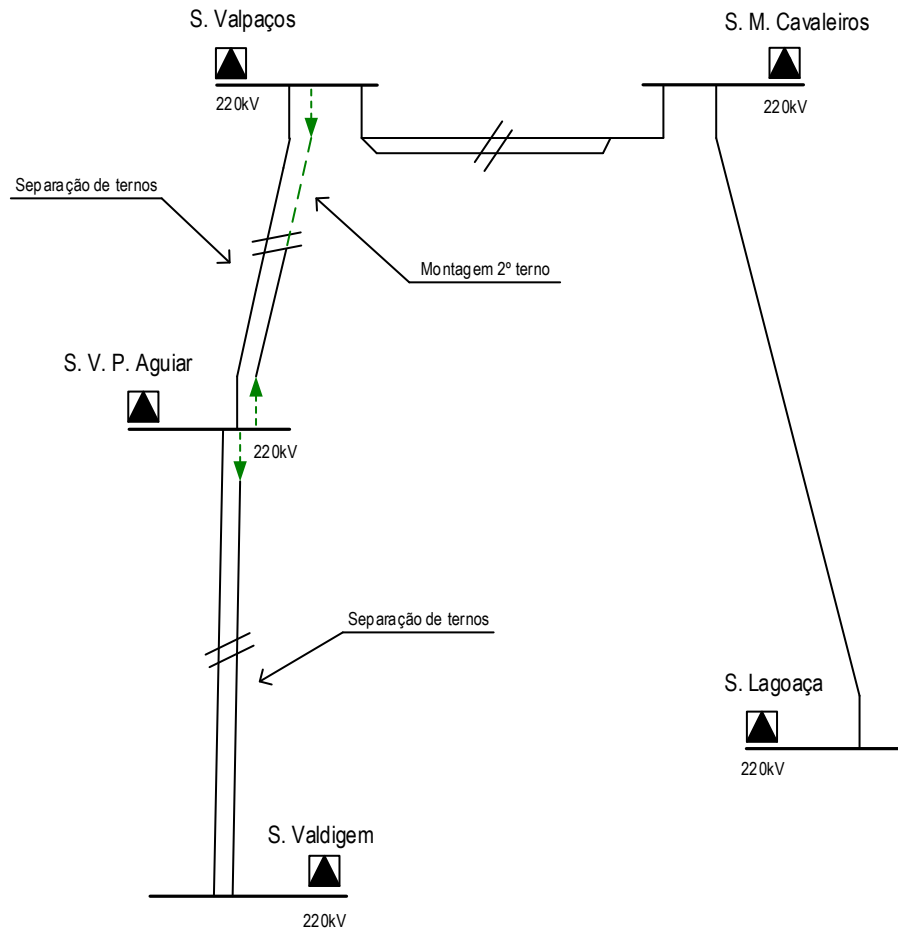 S. Valpaços
S. M. Cavaleiros
220kV
220kV
Separação de ternos
Montagem 2º terno
S. V. P. Aguiar
220kV
Separação de ternos
S. Lagoaça
220kV
S. Valdigem
220kV